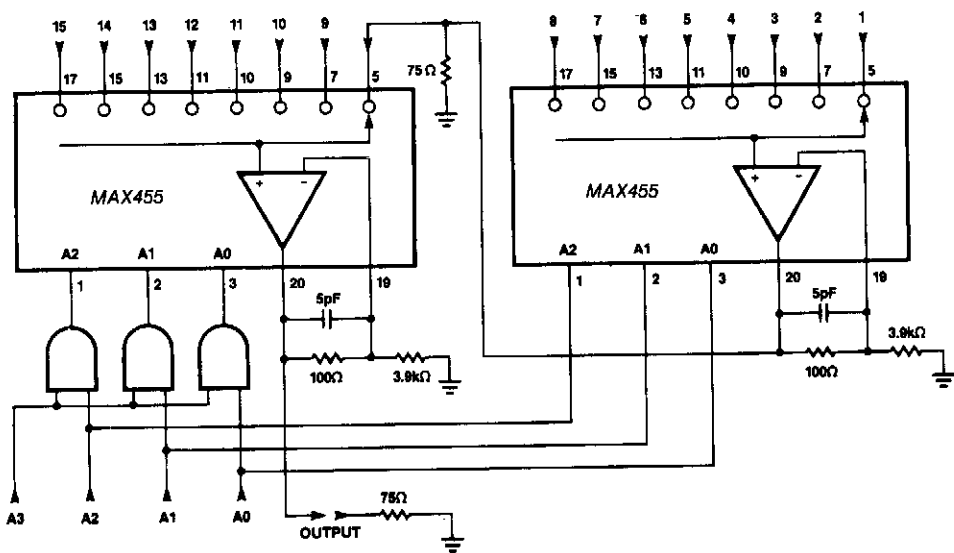 15 14 13 12 11 10 9
8 7 6 5 4 3 2 1
17 15 13 11 10 9 7 5
75Ω
17 15 13 11 10 9 7 5
+ −
+ −
MAX455
MAX455
A2 A1 A0
A2 A1 A0
1 2 3 20 19
1 2 3 20 19
5pF
5pF
100Ω 3.9kΩ
100Ω 3.9kΩ
A3 A2 A1 A0
OUTPUT
75Ω